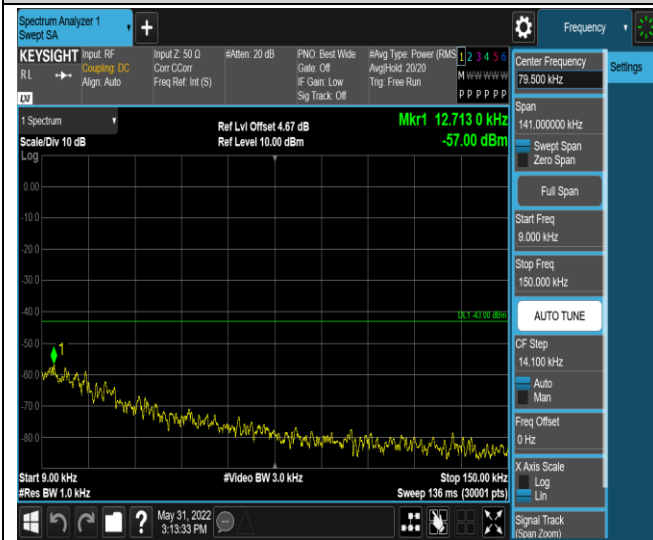 Spectrum Analyzer 1
Swept SA
Frequency
KEYSIGHT
RL
LXI
Input: RF
Coupling: DC
Align: Auto
Input Z: 50 Ω
Corr CCorr
Freq Ref: Int (S)
#Atten: 20 dB
PNO: Best Wide
Gate: Off
IF Gain: Low
Sig Track: Off
#Avg Type: Power (RMS
Avg|Hold: 20/20
Trig: Free Run
1 2 3 4 5 6
M W W W W W
P P P P P P
Center Frequency
79.500 kHz
Settings
Span
141.000000 kHz
Swept Span
Zero Span
Full Span
Start Freq
9.000 kHz
Stop Freq
150.000 kHz
AUTO TUNE
CF Step
14.100 kHz
Auto
Man
Freq Offset
0 Hz
X Axis Scale
Log
Lin
Signal Track
(Span Zoom)
1 Spectrum
Scale/Div 10 dB
Ref Lvl Offset 4.67 dB
Ref Level 10.00 dBm
Mkr1 12.713 0 kHz
-57.00 dBm
Log
0.00
-10.0
-20.0
-30.0
-40.0
-50.0
-60.0
-70.0
-80.0
DL1 -43.00 dBm
1
Start 9.00 kHz
#Res BW 1.0 kHz
#Video BW 3.0 kHz
Stop 150.00 kHz
Sweep 136 ms (30001 pts)
May 31, 2022
3:13:33 PM